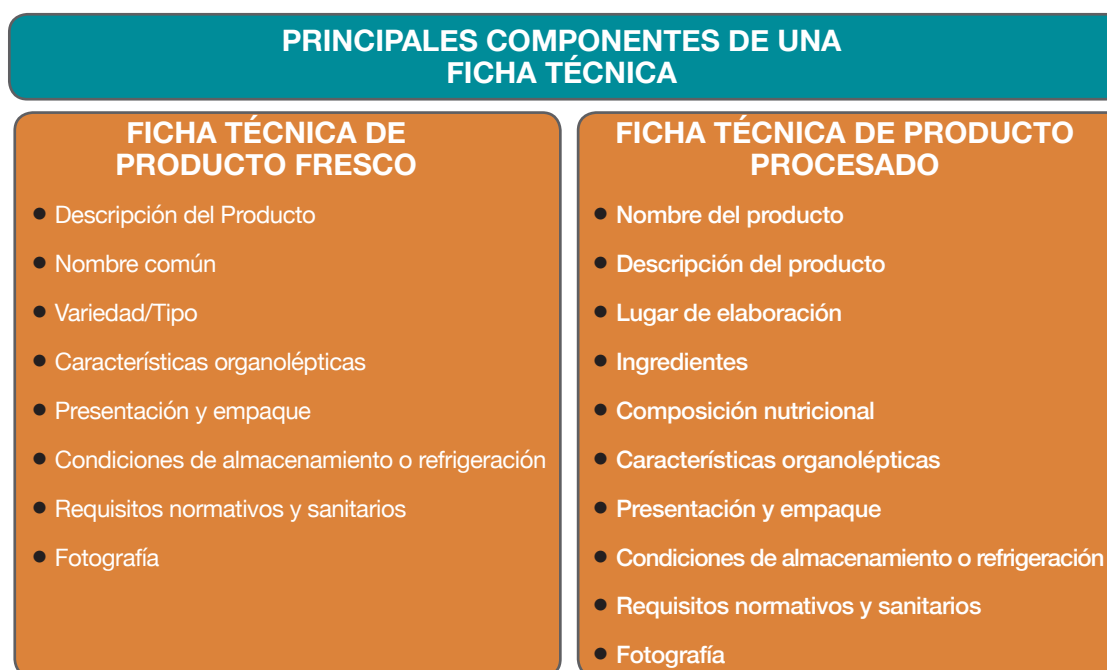 PRINCIPALES COMPONENTES DE UNA
FICHA TÉCNICA
FICHA TÉCNICA DE
PRODUCTO FRESCO
● Descripción del Producto
● Nombre común
● Variedad/Tipo
● Características organolépticas
● Presentación y empaque
● Condiciones de almacenamiento o refrigeración
● Requisitos normativos y sanitarios
● Fotografía
FICHA TÉCNICA DE PRODUCTO
PROCESADO
● Nombre del producto
● Descripción del producto
● Lugar de elaboración
● Ingredientes
● Composición nutricional
● Características organolépticas
● Presentación y empaque
● Condiciones de almacenamiento o refrigeración
● Requisitos normativos y sanitarios
● Fotografía